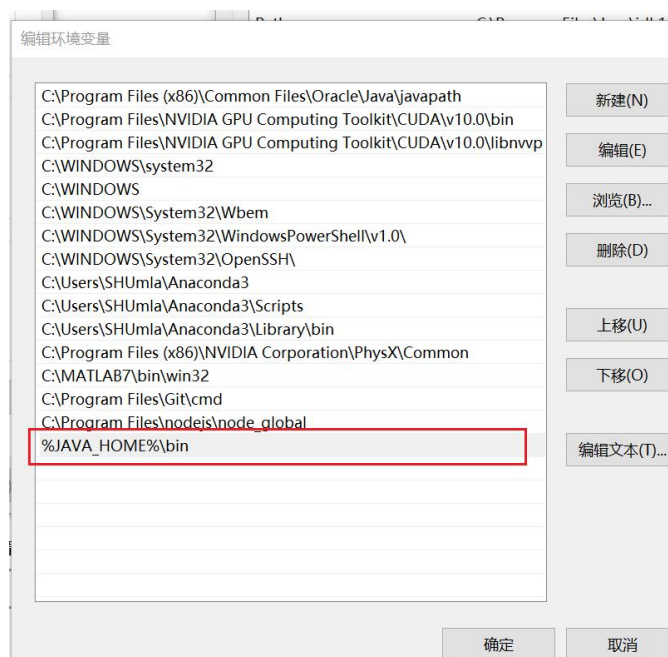 编辑环境变量
C:\Program Files (x86)\Common Files\Oracle\Java\javapath
C:\Program Files\NVIDIA GPU Computing Toolkit\CUDA\v10.0\bin
C:\Program Files\NVIDIA GPU Computing Toolkit\CUDA\v10.0\libnvvp
C:\WINDOWS\system32
C:\WINDOWS
C:\WINDOWS\System32\Wbem
C:\WINDOWS\System32\WindowsPowerShell\v1.0\
C:\WINDOWS\System32\OpenSSH\
C:\Users\SHUmla\Anaconda3
C:\Users\SHUmla\Anaconda3\Scripts
C:\Users\SHUmla\Anaconda3\Library\bin
C:\Program Files (x86)\NVIDIA Corporation\PhysX\Common
C:\MATLAB7\bin\win32
C:\Program Files\Git\cmd
C:\Program Files\nodejs\node_global
%JAVA_HOME%\bin
新建(N)
编辑(E)
浏览(B)...
删除(D)
上移(U)
下移(O)
编辑文本(T)...
确定
取消